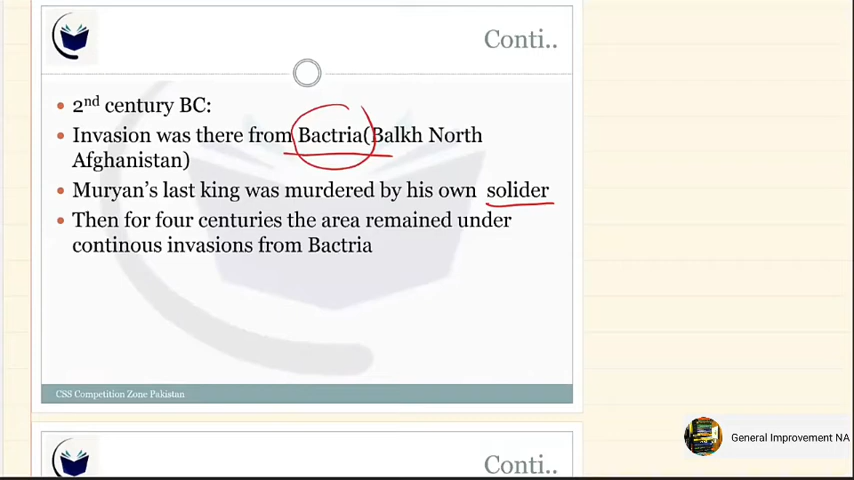 Conti..
• 2nd century BC:
• Invasion was there from Bactria(Balkh North
Afghanistan)
• Muryan's last king was murdered by his own solider
• Then for four centuries the area remained under
continous invasions from Bactria
CSS Competition Zone Pakistan
General Improvement NA
Conti..